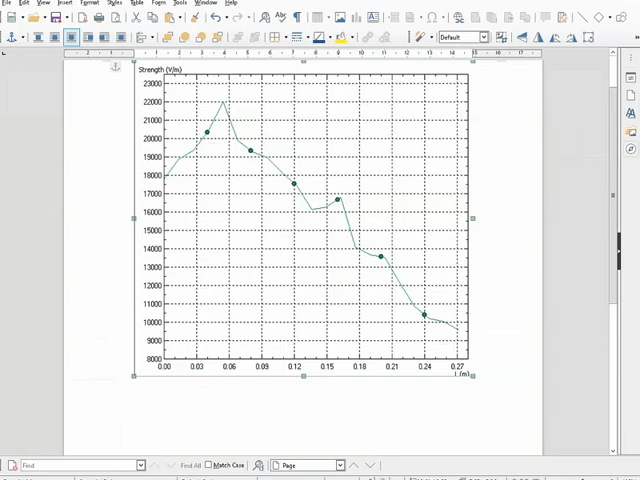 File Edit View Insert Format Styles Table Form Tools Window Help
Default
Strength (V/m)
23000
22000
21000
20000
19000
18000
17000
16000
15000
14000
13000
12000
11000
10000
9000
8000
0.00 0.03 0.06 0.09 0.12 0.15 0.18 0.21 0.24 0.27
L (m)
Find
Find All
Match Case
Page